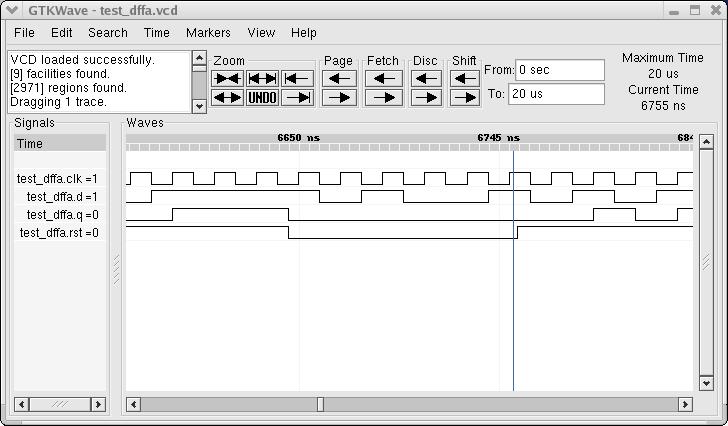 GTKWave - test_dffa.vcd
File Edit Search Time Markers View Help
VCD loaded successfully.
[9] facilities found.
[2971] regions found.
Dragging 1 trace.
Zoom
UNDO
Page
Fetch
Disc
Shift
From: 0 sec
To: 20 us
Maximum Time
20 us
Current Time
6755 ns
Signals
Waves
Time
6650 ns 6745 ns 684
test_dffa.clk =1
test_dffa.d =1
test_dffa.q =0
test_dffa.rst =0